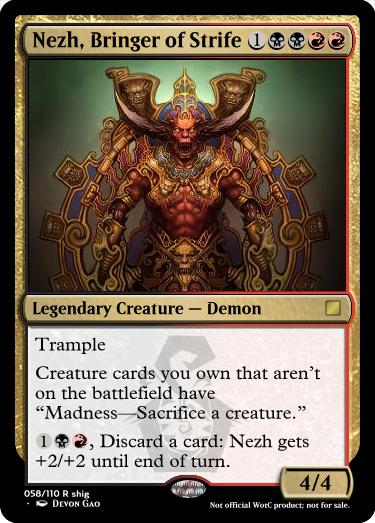 Nezh, Bringer of Strife 1
Legendary Creature — Demon
Trample
Creature cards you own that aren't
on the battlefield have
“Madness—Sacrifice a creature.”
1, Discard a card: Nezh gets
+2/+2 until end of turn.
4/4
058/110 R shig
· DEVON GAO
Not official WotC product; not for sale.